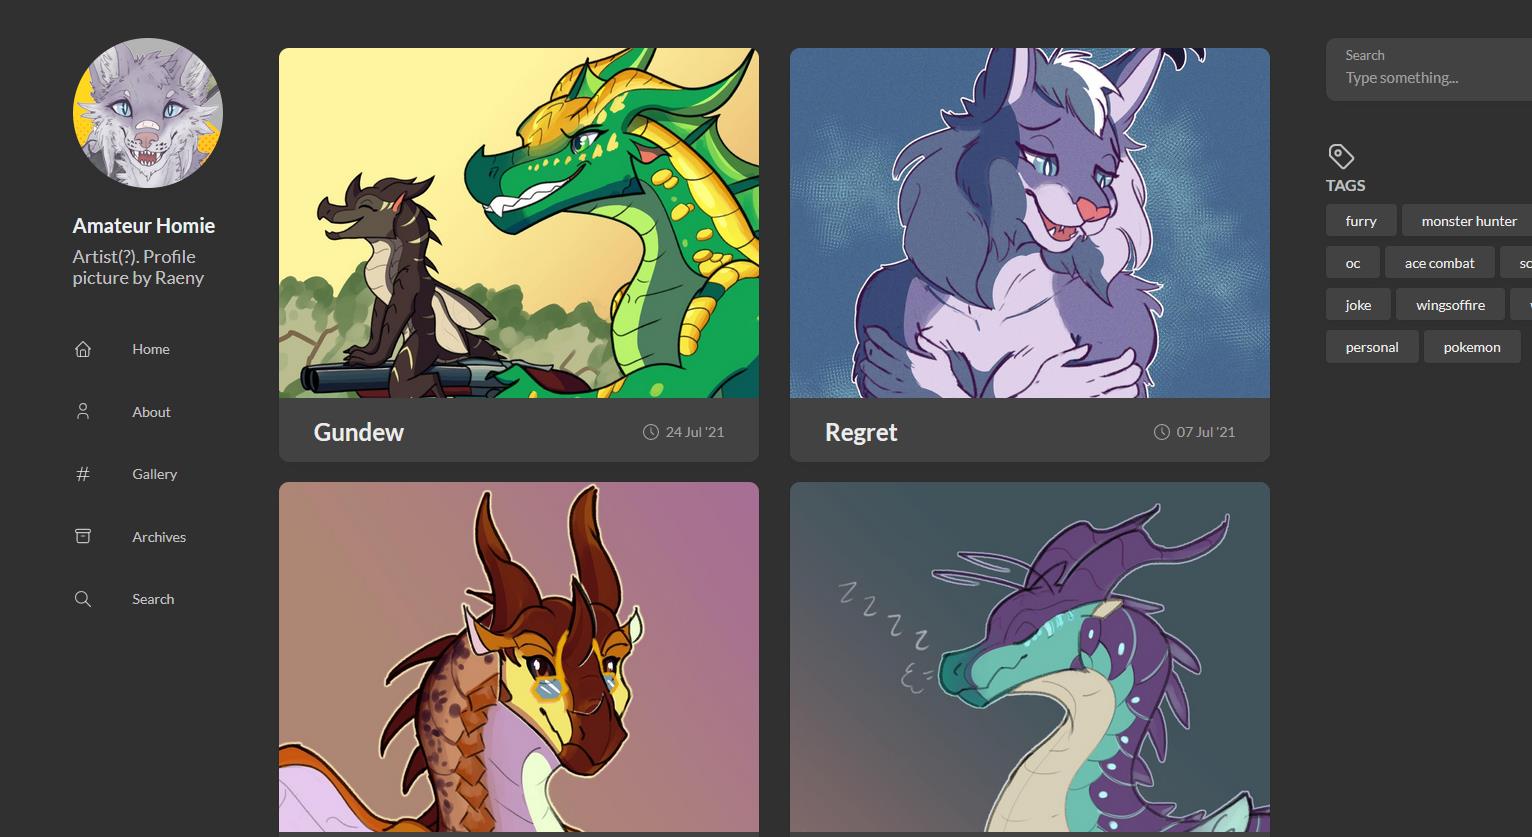 Amateur Homie
Artist(?). Profile
picture by Raeny
Home
About
Gallery
Archives
Search
Gundew
24 Jul '21
Regret
07 Jul '21
z z z z
Search
Type something...
TAGS
furry
monster hunter
oc
ace combat
joke
wingsoffire
personal
pokemon